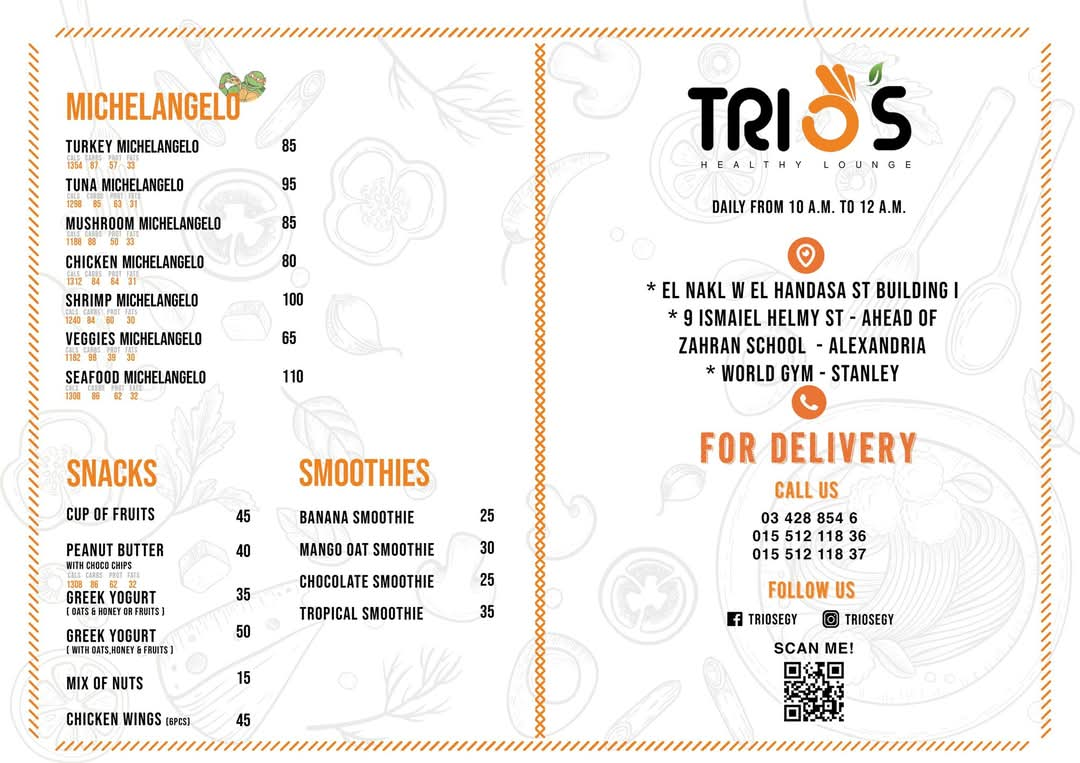 MICHELANGELO
TURKEY MICHELANGELO 85
CALS CARBS PROT FATS
1354 87 57 33
TUNA MICHELANGELO 95
CALS CARBS PROT FATS
1298 85 63 31
MUSHROOM MICHELANGELO 85
CALS CARBS PROT FATS
1188 88 50 33
CHICKEN MICHELANGELO 80
CALS CARBS PROT FATS
1312 84 64 31
SHRIMP MICHELANGELO 100
CALS CARBS PROT FATS
1240 84 60 30
VEGGIES MICHELANGELO 65
CALS CARBS PROT FATS
1182 98 39 30
SEAFOOD MICHELANGELO 110
CALS CARBS PROT FATS
1308 86 62 32
SNACKS
CUP OF FRUITS 45
PEANUT BUTTER 40
WITH CHOCO CHIPS
CALS CARBS PROT FATS
1308 86 62 32
GREEK YOGURT 35
( OATS & HONEY OR FRUITS )
GREEK YOGURT 50
( WITH OATS,HONEY & FRUITS )
MIX OF NUTS 15
CHICKEN WINGS (6PCS) 45
SMOOTHIES
BANANA SMOOTHIE 25
MANGO OAT SMOOTHIE 30
CHOCOLATE SMOOTHIE 25
TROPICAL SMOOTHIE 35
TRIO'S
HEALTHY LOUNGE
DAILY FROM 10 A.M. TO 12 A.M.
* EL NAKL W EL HANDASA ST BUILDING I
* 9 ISMAIEL HELMY ST - AHEAD OF
ZAHRAN SCHOOL - ALEXANDRIA
* WORLD GYM - STANLEY
FOR DELIVERY
CALL US
03 428 854 6
015 512 118 36
015 512 118 37
FOLLOW US
TRIOSEGY TRIOSEGY
SCAN ME!